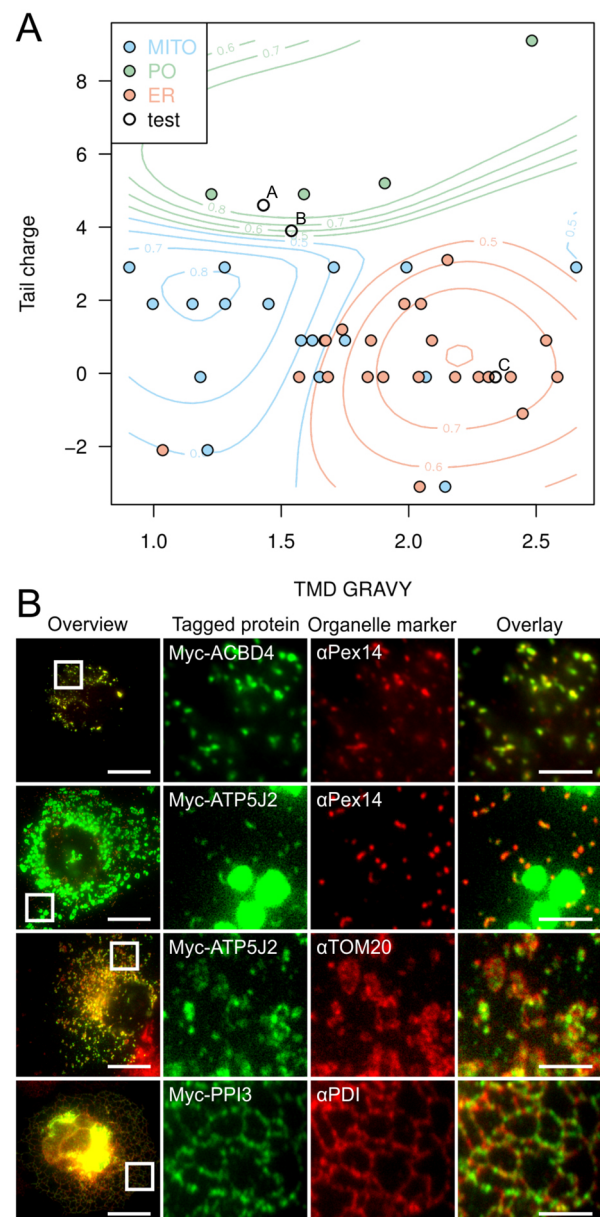 A
MITO
PO
ER
test
0.6
0.7
0.8
0.6
0.7
0.5
0.7
0.8
0.5
0.5
0.7
0.6
A
B
C
8
6
4
2
0
−2
Tail charge
1.0
1.5
2.0
2.5
TMD GRAVY
B
Overview
Tagged protein
Organelle marker
Overlay
Myc-ACBD4
αPex14
Myc-ATP5J2
αPex14
Myc-ATP5J2
αTOM20
Myc-PPI3
αPDI